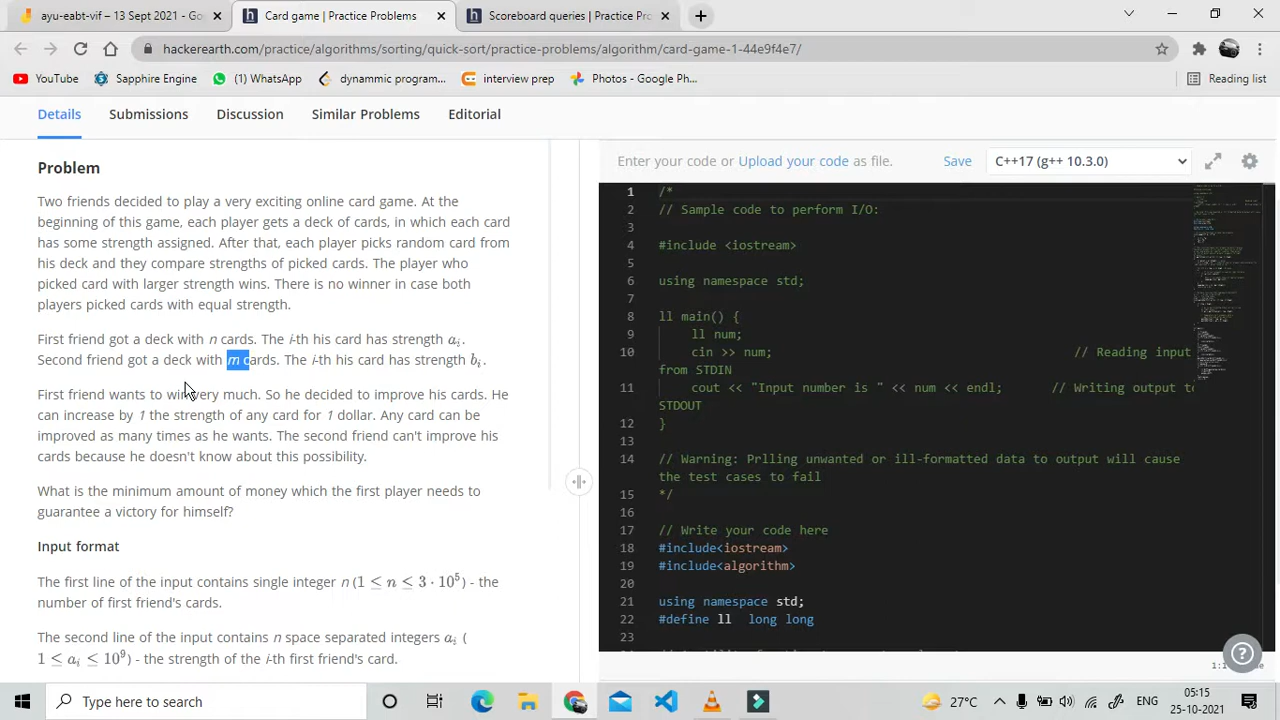 ayu-eabt-vif – 13 Sept 2021 - Go
Card game | Practice Problems
Scoreboard queries | Practice Pro
hackerearth.com/practice/algorithms/sorting/quick-sort/practice-problems/algorithm/card-game-1-44e9f4e7/
YouTube
Sapphire Engine
(1) WhatsApp
dynammic program...
interview prep
Photos - Google Ph...
Reading list
Details
Submissions
Discussion
Similar Problems
Editorial
Problem
Two friends decided to play a very exciting online card game. At the
beginning of this game, each player gets a deck of cards, in which each card
has some strength assigned. After that, each player picks random card from
his deck and they compare strengths of picked cards. The player who
picked card with larger strength wins. There is no winner in case both
players picked cards with equal strength.
First friend got a deck with n cards. The i-th his card has strength aᵢ.
Second friend got a deck with m cards. The i-th his card has strength bᵢ.
First friend wants to win very much. So he decided to improve his cards. He
can increase by 1 the strength of any card for 1 dollar. Any card can be
improved as many times as he wants. The second friend can't improve his
cards because he doesn't know about this possibility.
What is the minimum amount of money which the first player needs to
guarantee a victory for himself?
Input format
The first line of the input contains single integer n (1 ≤ n ≤ 3 · 10⁵) - the
number of first friend's cards.
The second line of the input contains n space separated integers aᵢ (
1 ≤ aᵢ ≤ 10⁹) - the strength of the i-th first friend's card.
Enter your code or Upload your code as file.
Save
C++17 (g++ 10.3.0)
1 /*
2 // Sample code to perform I/O:
3
4 #include <iostream>
5
6 using namespace std;
7
8 ll main() {
9 ll num;
10 cin >> num; // Reading input
from STDIN
11 cout << "Input number is " << num << endl; // Writing output to
STDOUT
12 }
13
14 // Warning: Prlling unwanted or ill-formatted data to output will cause
the test cases to fail
15 */
16
17 // Write your code here
18 #include<iostream>
19 #include<algorithm>
20
21 using namespace std;
22 #define ll long long
23
Type here to search
27°C
ENG
05:15
25-10-2021